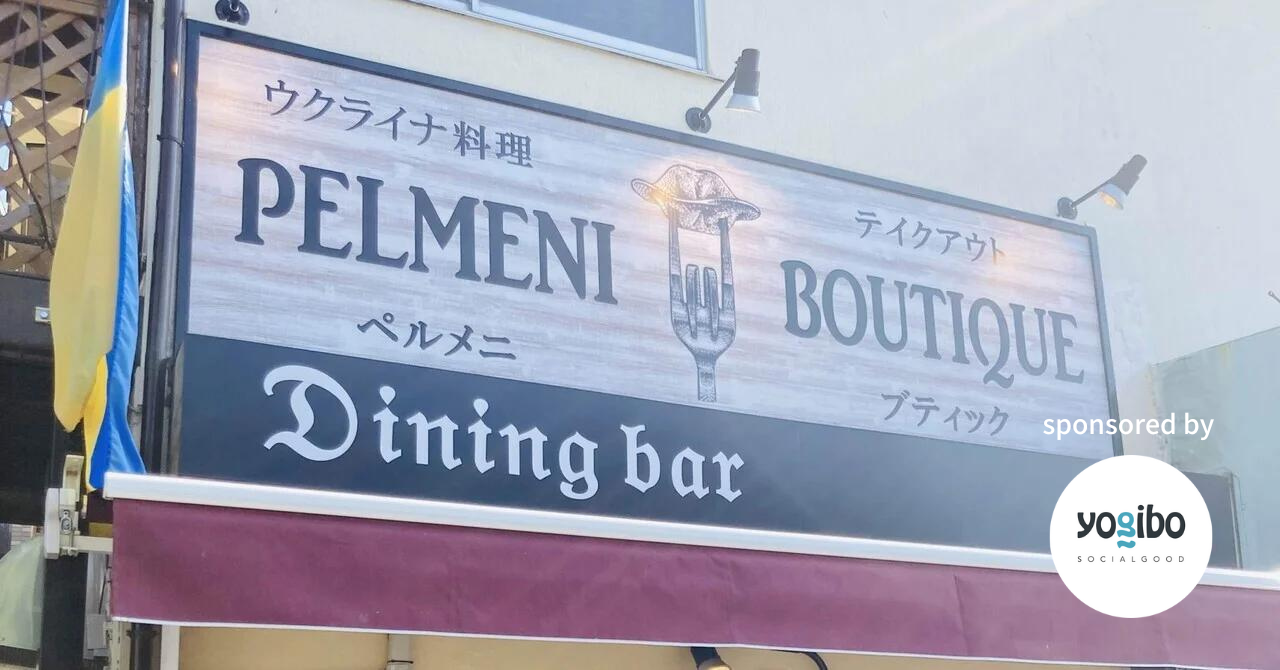 ウクライナ料理
PELMENI
ペルメニ
テイクアウト
BOUTIQUE
ブティック
Dining bar
sponsored by
yogibo
SOCIALGOOD